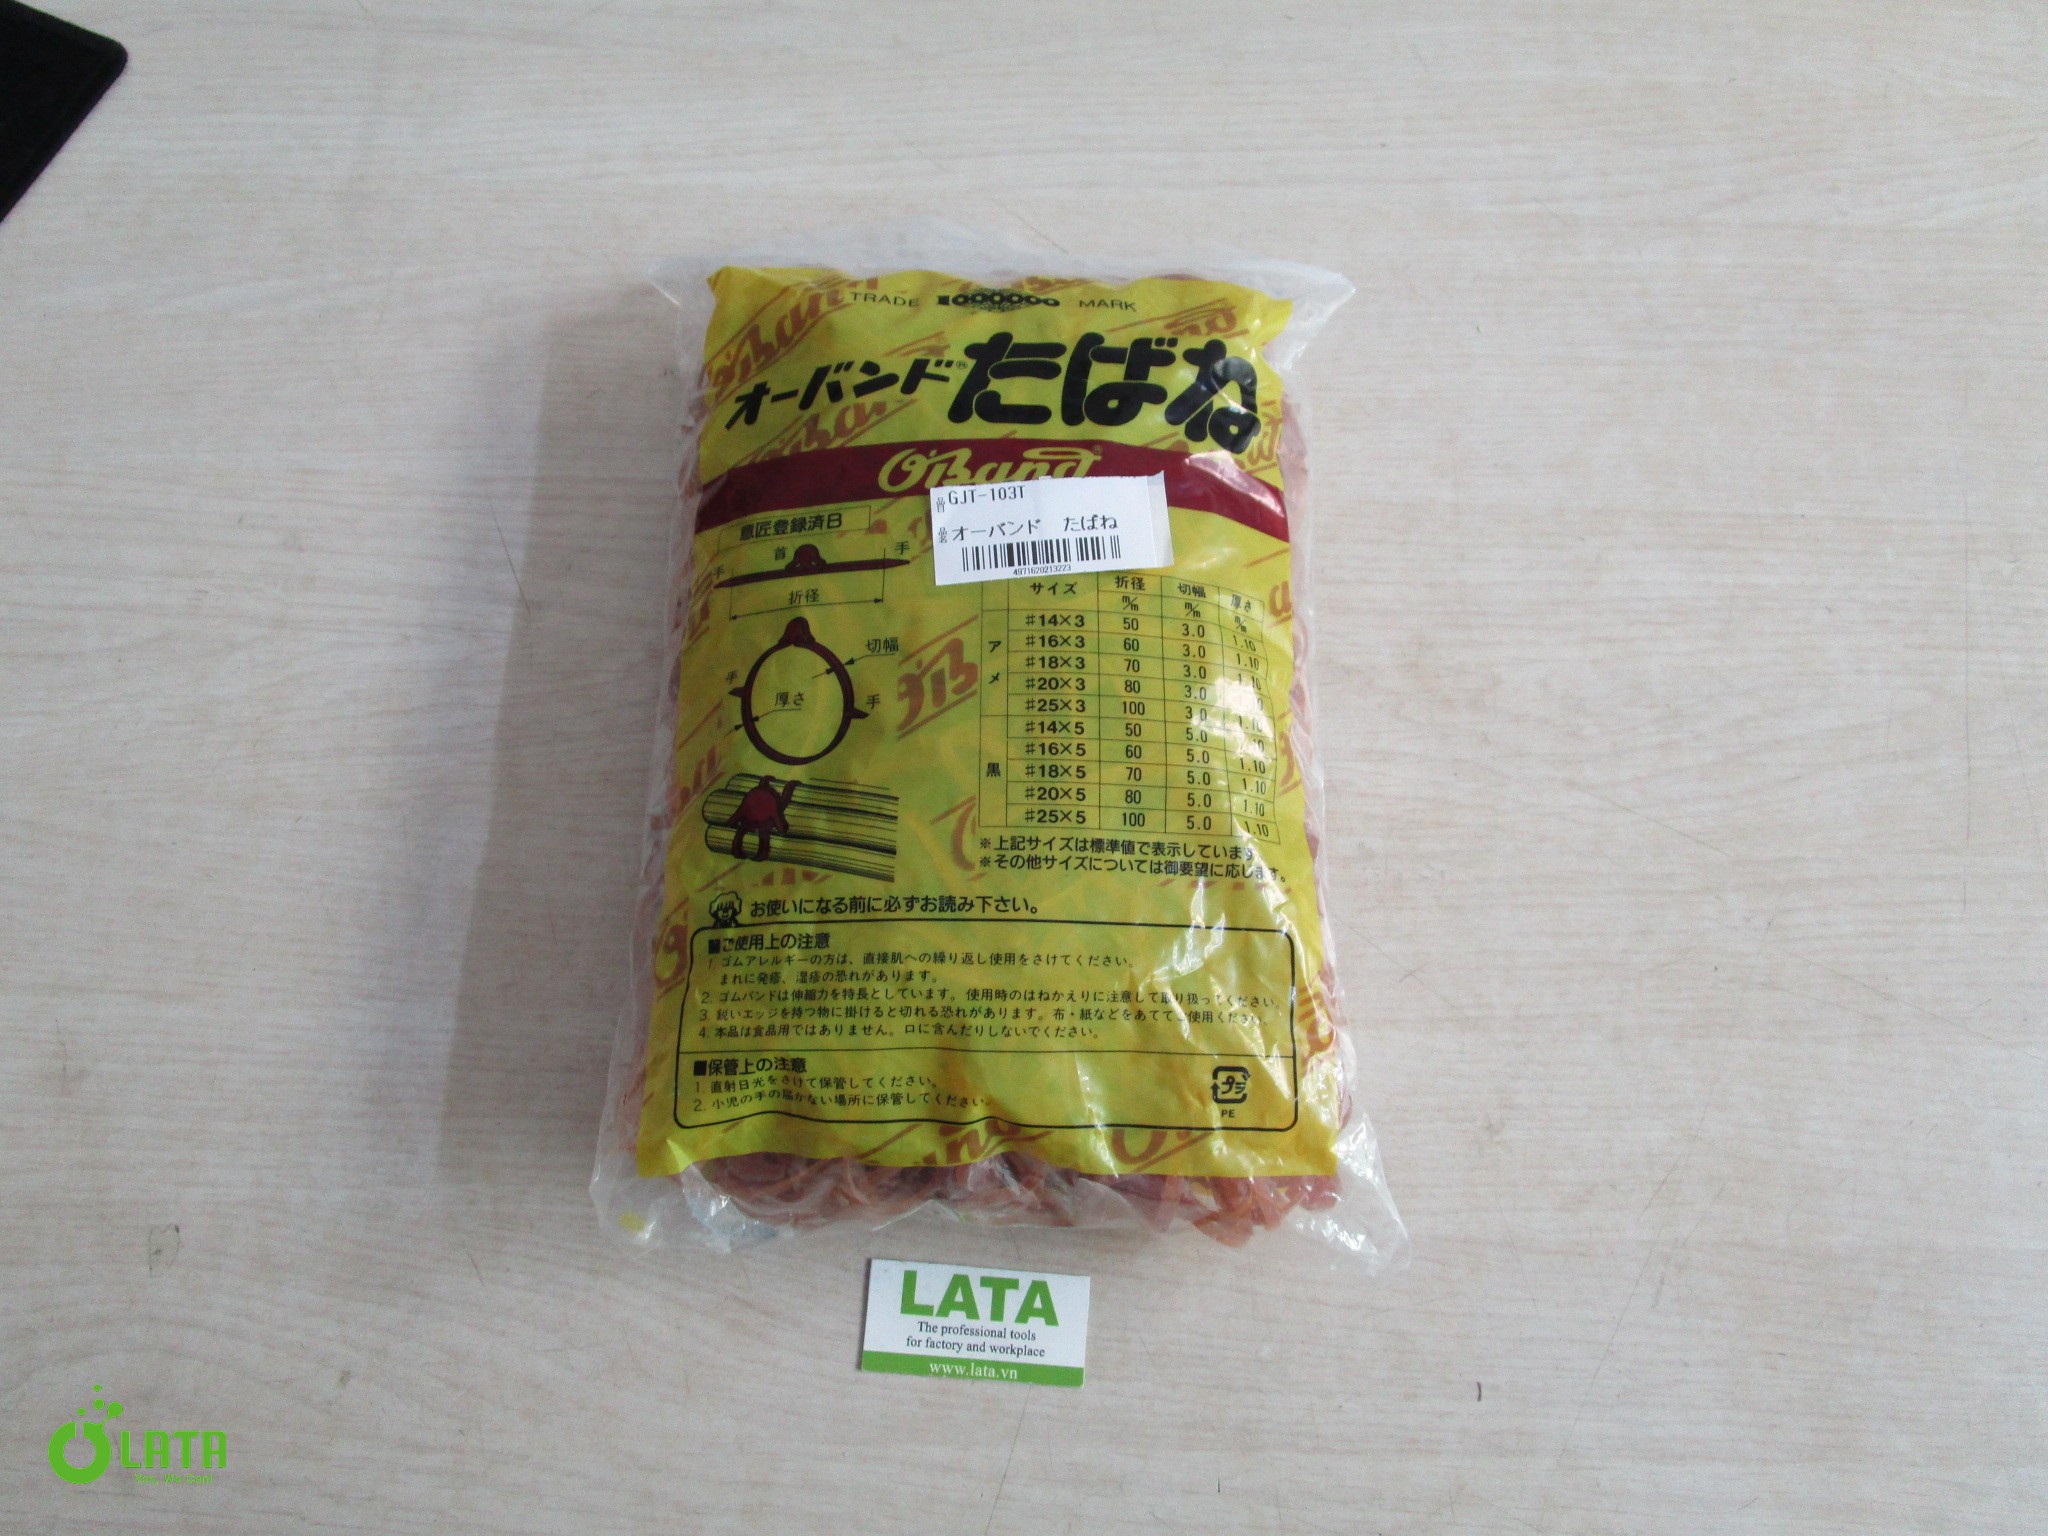 TRADE MARK
オーバンド®たばね
O'Band®
品目 GJT-103T
品名 オーバンド たばね
4971620213223
意匠登録済B
首 手
手
折径
切幅
手
厚さ 手
サイズ 折径 m/m 切幅 m/m 厚さ m/m
アメ
#14×3 50 3.0 1.10
#16×3 60 3.0 1.10
#18×3 70 3.0 1.10
#20×3 80 3.0
#25×3 100 3.0 1.10
黒
#14×5 50 5.0
#16×5 60 5.0 1.10
#18×5 70 5.0 1.10
#20×5 80 5.0 1.10
#25×5 100 5.0 1.10
※上記サイズは標準値で表示しています
※その他サイズについては御要望に応じます。
お使いになる前に必ずお読み下さい。
■ご使用上の注意
1. ゴムアレルギーの方は、直接肌への繰り返し使用をさけてください。
まれに発疹、湿疹の恐れがあります。
2. ゴムバンドは伸縮力を特長としています。使用時のはねかえりに注意して取り扱ってください。
3. 鋭いエッジを持つ物に掛けると切れる恐れがあります。布・紙などをあててご使用ください。
4. 本品は食品用ではありません。口に含んだりしないでください。
■保管上の注意
1. 直射日光をさけて保管してください。
2. 小児の手の届かない場所に保管してください。
プラ
PE
LATA
The professional tools
for factory and workplace
www.lata.vn
LATA
Yes, We Can!